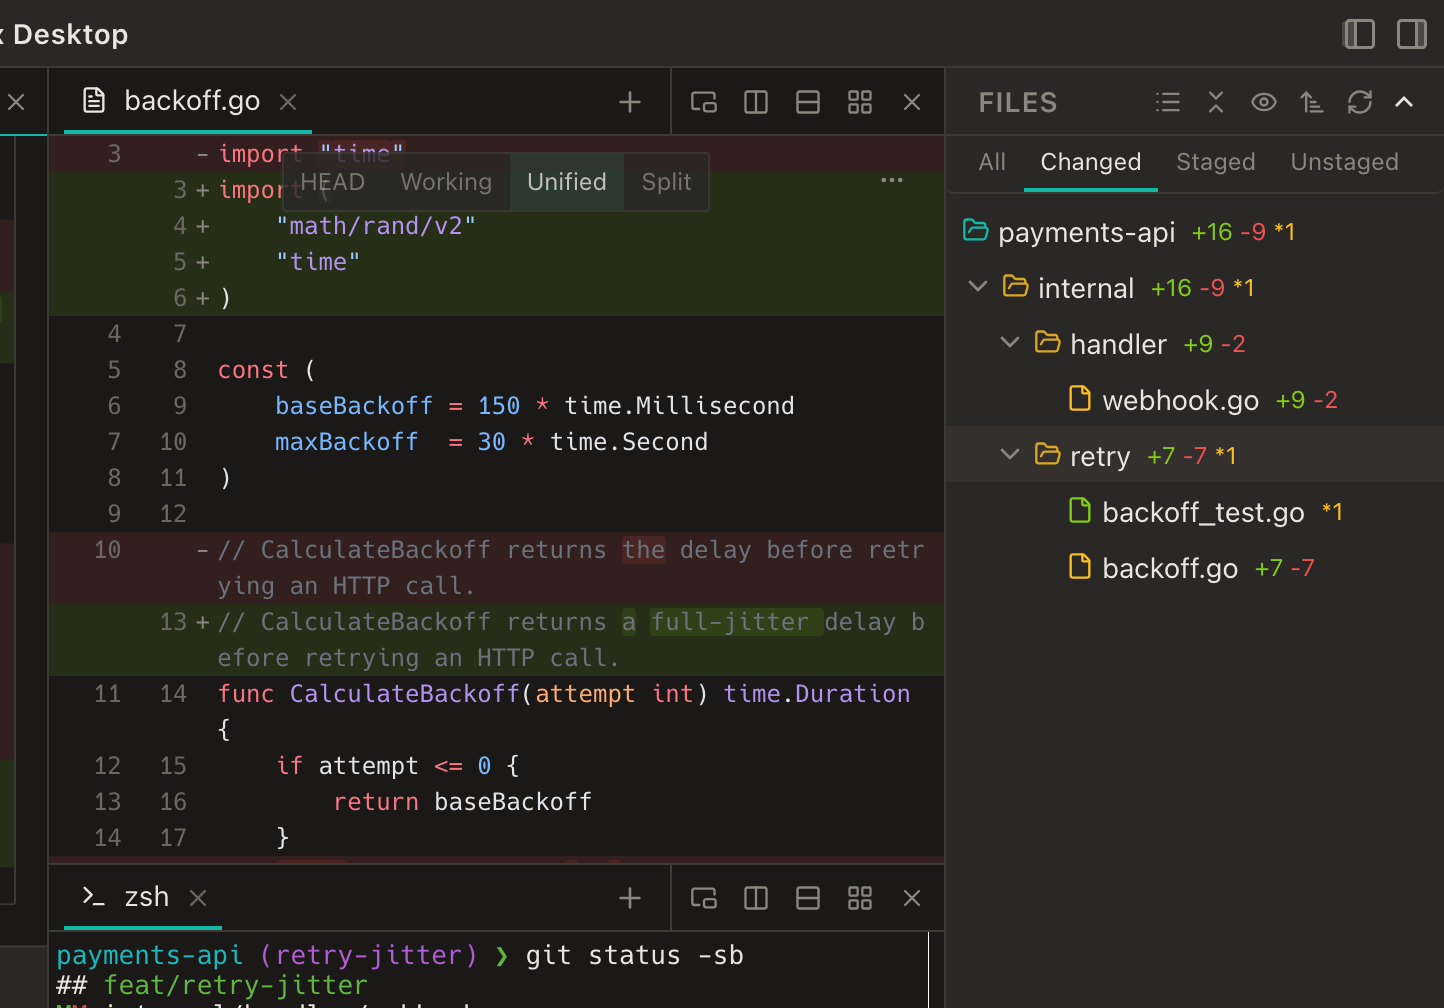 Desktop
backoff.go
3 - import "time"
HEAD Working Unified Split ...
3 + import (
4 + "math/rand/v2"
5 + "time"
6 + )
4 7
5 8 const (
6 9 baseBackoff = 150 * time.Millisecond
7 10 maxBackoff = 30 * time.Second
8 11 )
9 12
10 - // CalculateBackoff returns the delay before retr
ying an HTTP call.
13 + // CalculateBackoff returns a full-jitter delay b
efore retrying an HTTP call.
11 14 func CalculateBackoff(attempt int) time.Duration
{
12 15 if attempt <= 0 {
13 16 return baseBackoff
14 17 }
zsh
payments-api (retry-jitter) ❯ git status -sb
## feat/retry-jitter
FILES
All Changed Staged Unstaged
payments-api +16 -9 *1
internal +16 -9 *1
handler +9 -2
webhook.go +9 -2
retry +7 -7 *1
backoff_test.go *1
backoff.go +7 -7